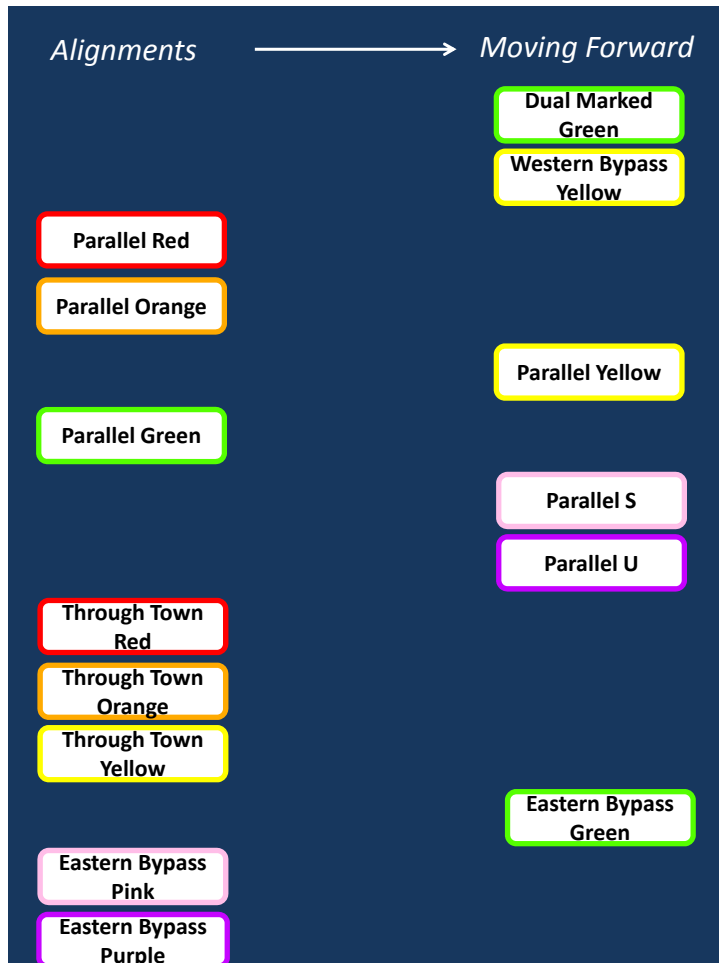 Alignments
Moving Forward
Dual Marked
Green
Western Bypass
Yellow
Parallel Red
Parallel Orange
Parallel Yellow
Parallel Green
Parallel S
Parallel U
Through Town
Red
Through Town
Orange
Through Town
Yellow
Eastern Bypass
Green
Eastern Bypass
Pink
Eastern Bypass
Purple